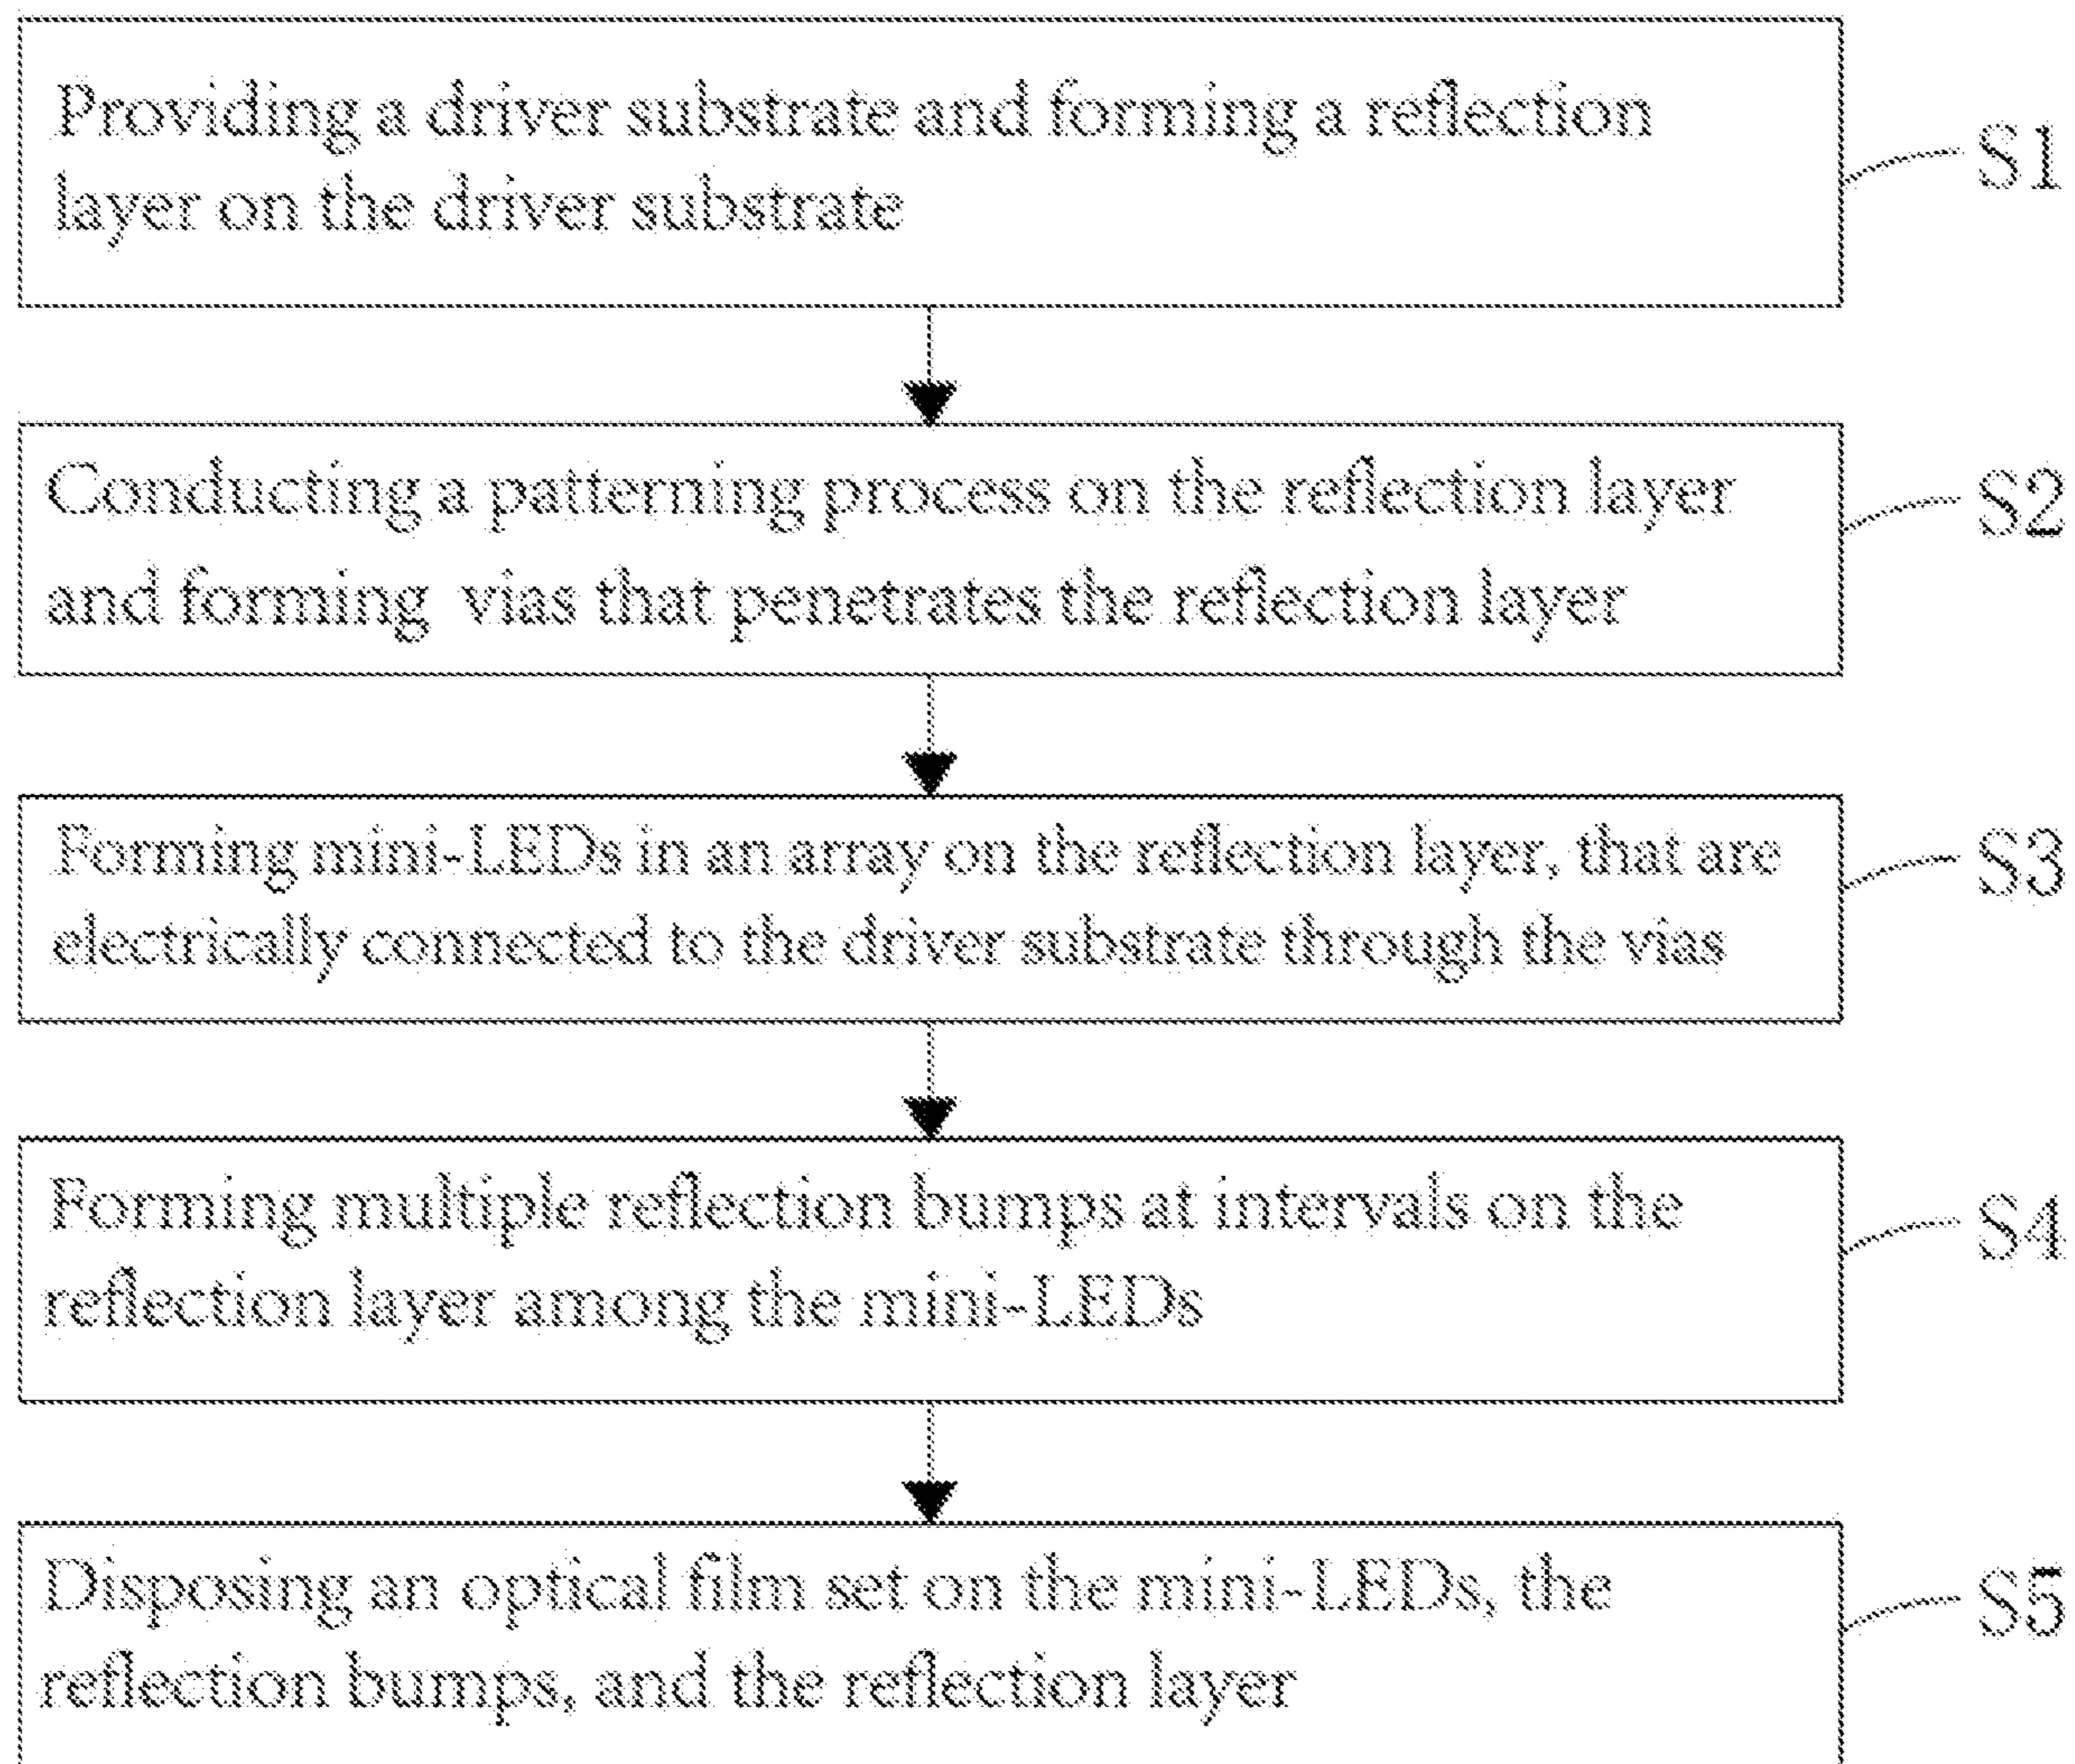 Providing a driver substrate and forming a reflection
layer on the driver substrate
S1
Conducting a patterning process on the reflection layer
and forming vias that penetrates the reflection layer
S2
Forming mini-LEDs in an array on the reflection layer, that are
electrically connected to the driver substrate through the vias
S3
Forming multiple reflection bumps at intervals on the
reflection layer among the mini-LEDs
S4
Disposing an optical film set on the mini-LEDs, the
reflection bumps, and the reflection layer
S5